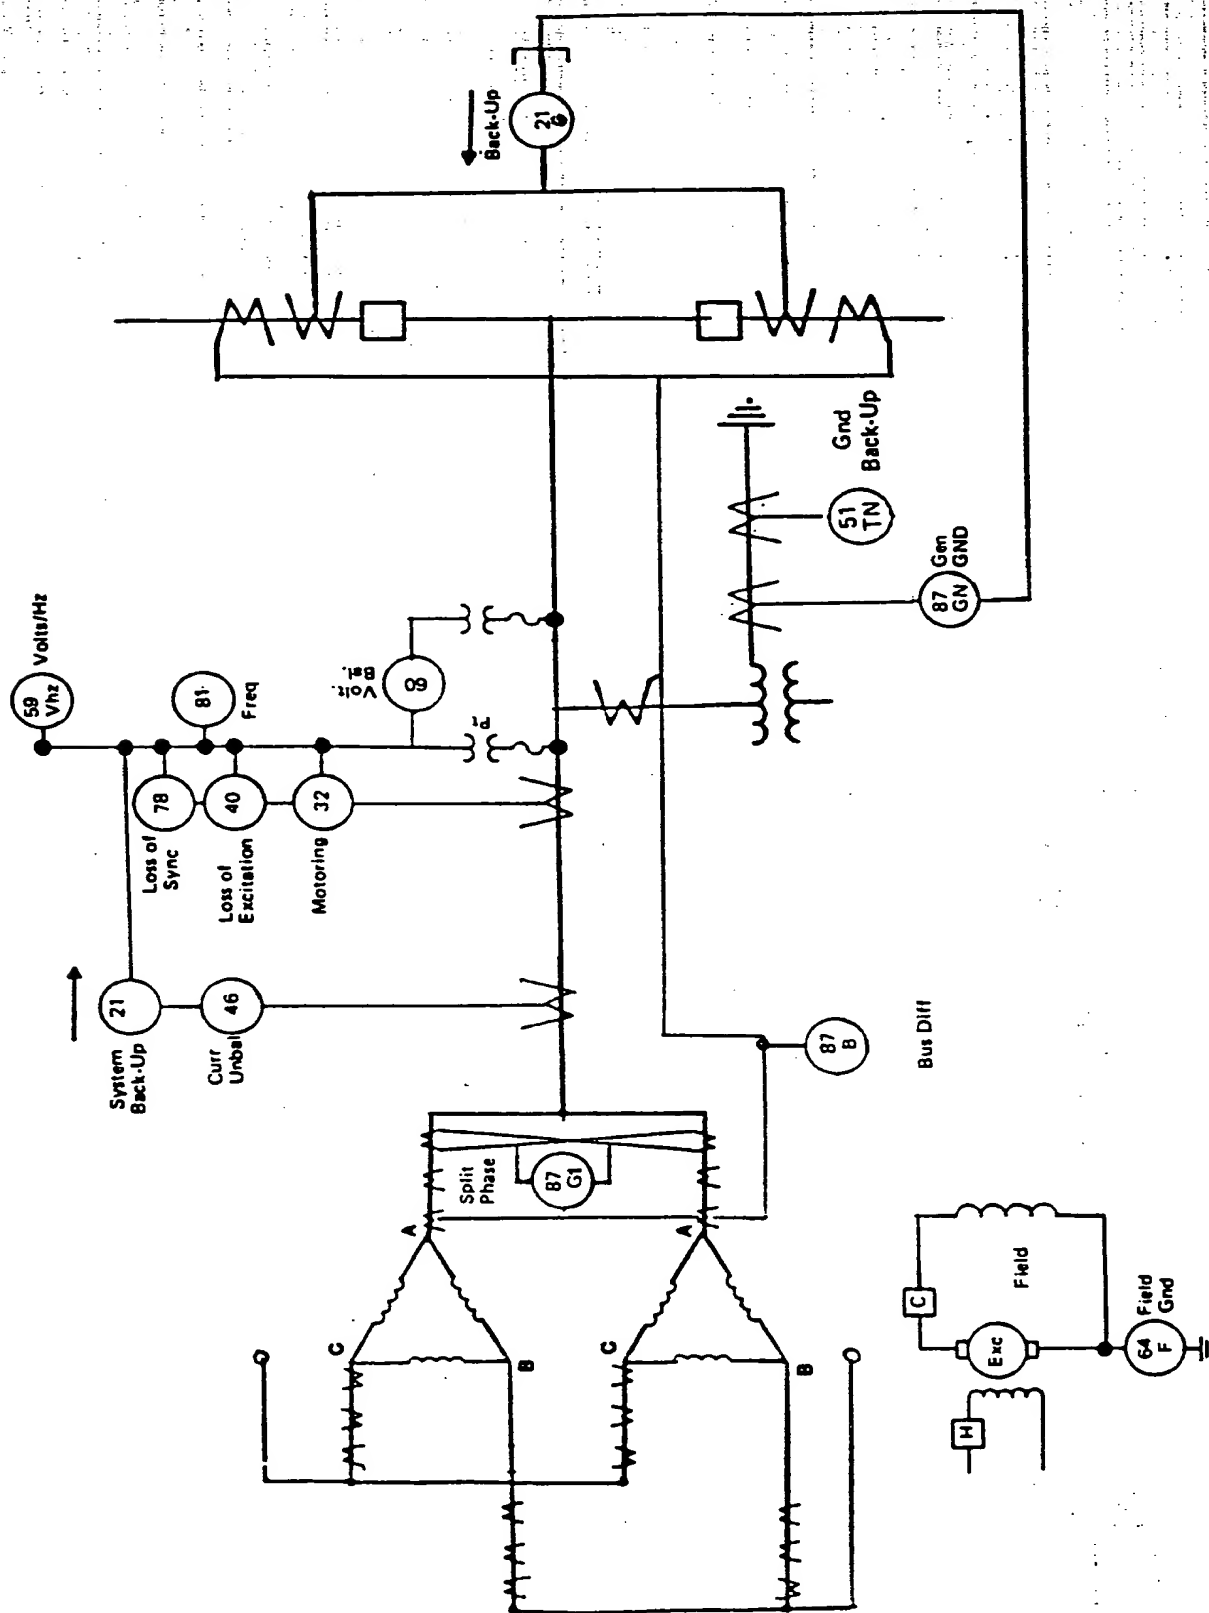 21
G
Back-Up
59
Vhz
Volts/Hz
81
Freq
78
Loss of
Sync
40
Loss of
Excitation
32
Motoring
60
Volt.
Bal.
21
System
Back-Up
46
Curr
Unbal
Gnd
Back-Up
51
TN
Gen
GND
87
GN
87
B
Bus Diff
Split
Phase
87
G1
A
C
B
A
C
B
C
Field
Exc
H
64
F
Field
Gnd